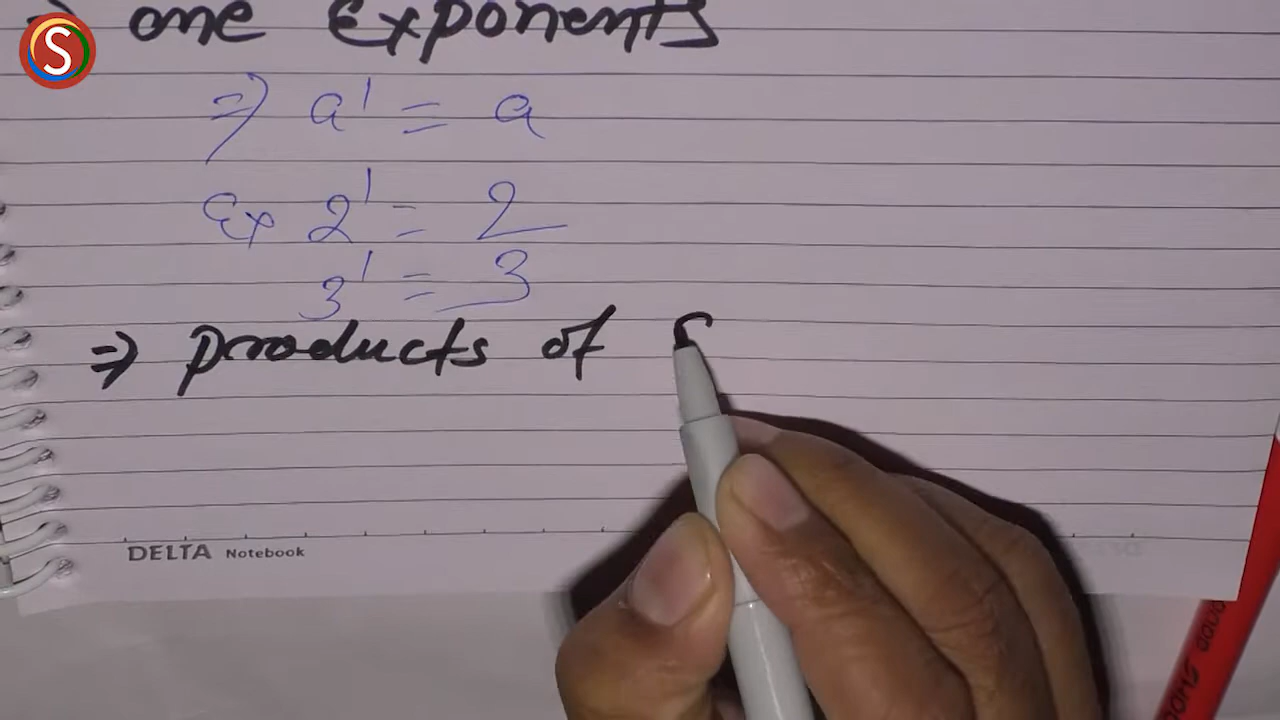 S
one Exponents
⇒ a¹ = a
Ex 2¹ = 2
3¹ = 3
⇒ products of
DELTA Notebook